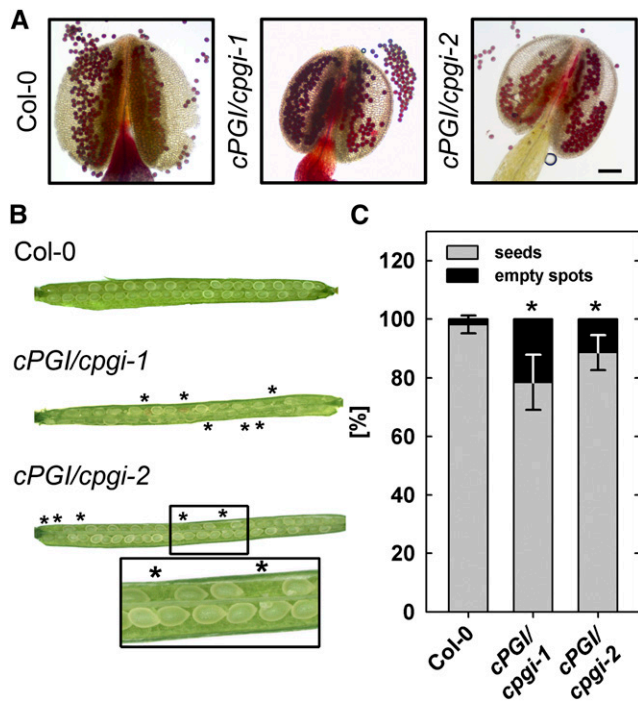 A
Col-0
cPGI/cpgi-1
cPGI/cpgi-2
B
Col-0
cPGI/cpgi-1
* * *
* * *
cPGI/cpgi-2
** * * *
* *
C
seeds
empty spots
120
100
80
60
40
20
0
[%]
* *
Col-0
cPGI/
cpgi-1
cPGI/
cpgi-2